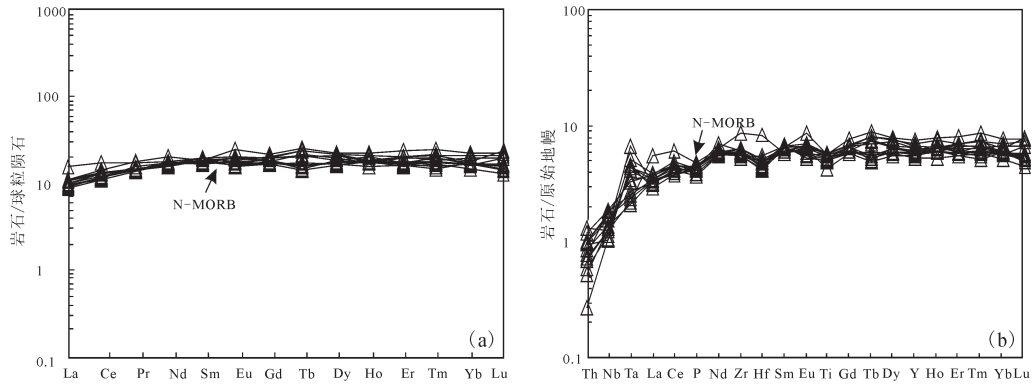 1000
100
10
1
0.1
岩石/球粒陨石
N-MORB
(a)
La Ce Pr Nd Sm Eu Gd Tb Dy Ho Er Tm Yb Lu
100
10
1
0.1
岩石/原始地幔
N-MORB
(b)
Th Nb Ta La Ce P Nd Zr Hf Sm Eu Ti Gd Tb Dy Y Ho Er Tm Yb Lu